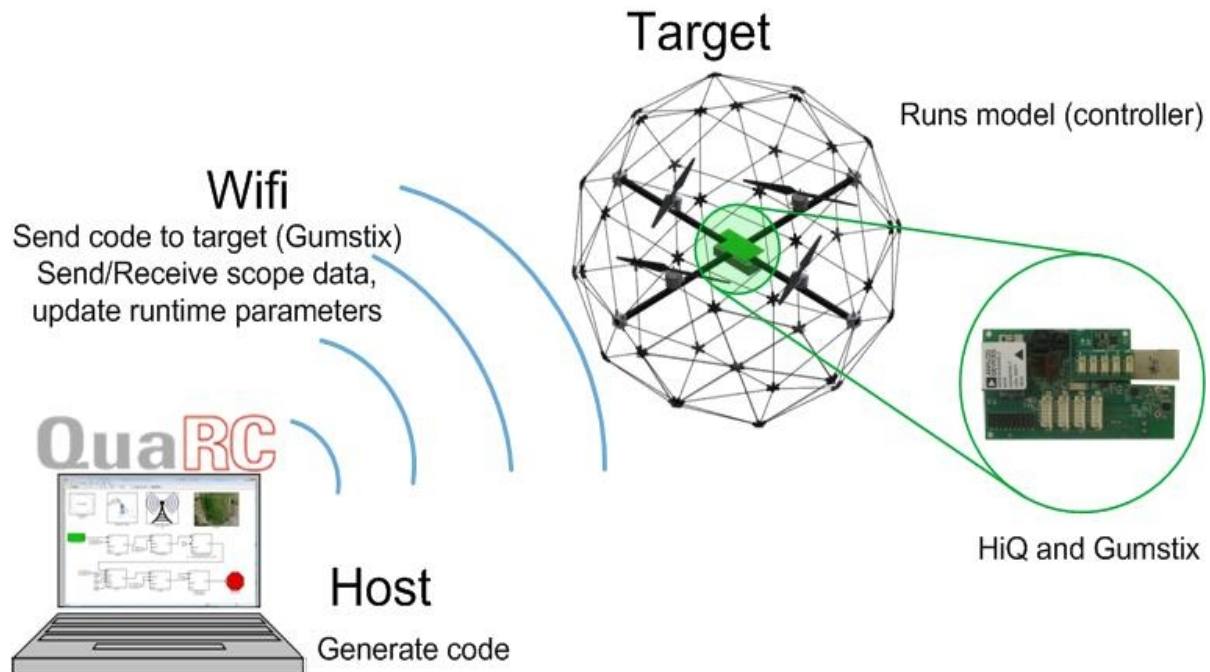 Target
Runs model (controller)
Wifi
Send code to target (Gumstix)
Send/Receive scope data,
update runtime parameters
QuaRC
HiQ and Gumstix
Host
Generate code